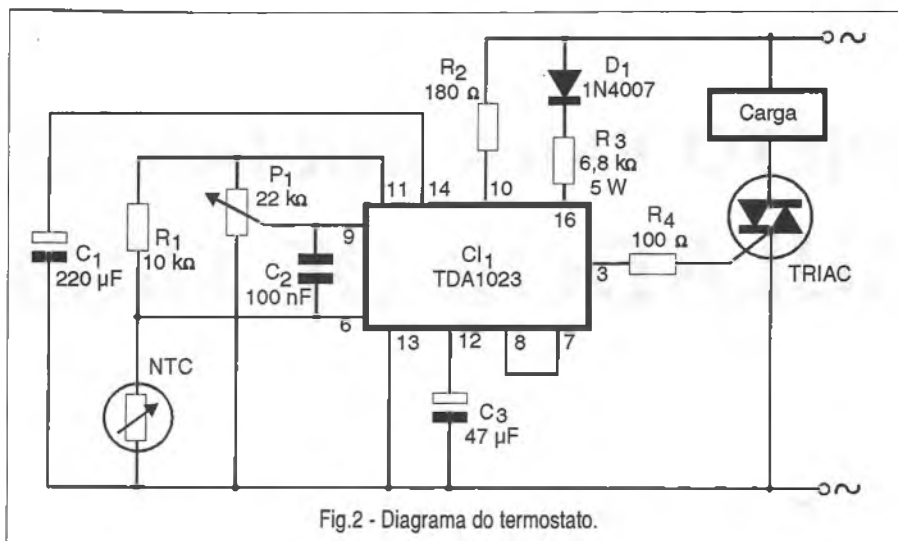 R2
180 Ω
D1
1N4007
Carga
R3
6,8 kΩ
5 W
P1
22 kΩ
11
14
10
16
R1
10 kΩ
9
C1
220 µF
C2
100 nF
CI1
TDA1023
3
R4
100 Ω
TRIAC
6
13
12
8
7
NTC
C3
47 µF
Fig.2 - Diagrama do termostato.